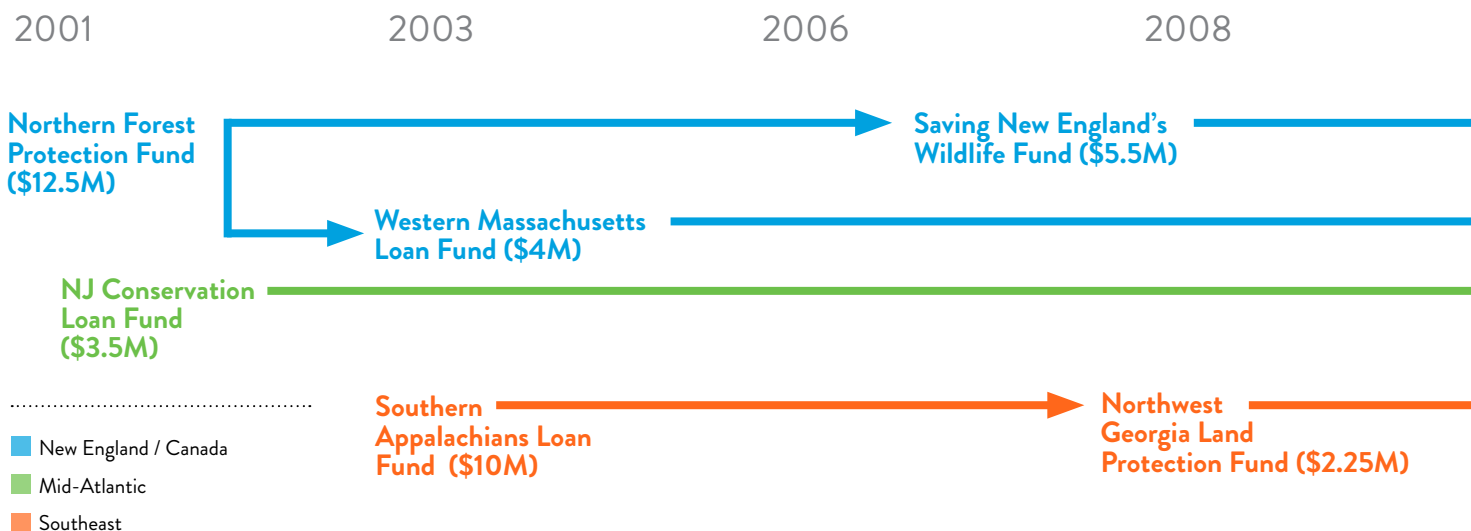 2001
2003
2006
2008
Northern Forest
Protection Fund
($12.5M)
Saving New England’s
Wildlife Fund ($5.5M)
Western Massachusetts
Loan Fund ($4M)
NJ Conservation
Loan Fund
($3.5M)
Southern
Appalachians Loan
Fund ($10M)
Northwest
Georgia Land
Protection Fund ($2.25M)
New England / Canada
Mid-Atlantic
Southeast